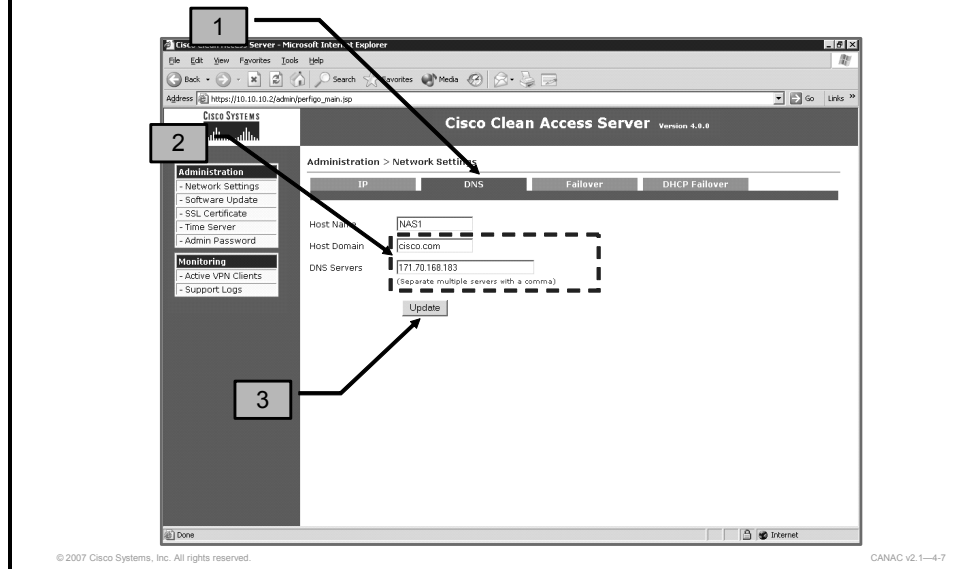 1
Cisco Clean Access Server - Microsoft Internet Explorer
File Edit View Favorites Tools Help
Back Search Favorites Media
Address https://10.10.10.2/admin/perfigo_main.jsp Go Links »
CISCO SYSTEMS
Cisco Clean Access Server Version 4.0.0
2
Administration > Network Settings
Administration
- Network Settings
- Software Update
- SSL Certificate
- Time Server
- Admin Password
Monitoring
- Active VPN Clients
- Support Logs
IP DNS Failover DHCP Failover
Host Name NAS1
Host Domain cisco.com
DNS Servers 171.70.168.183
(Separate multiple servers with a comma)
Update
3
Done Internet
© 2007 Cisco Systems, Inc. All rights reserved. CANAC v2.1—4-7